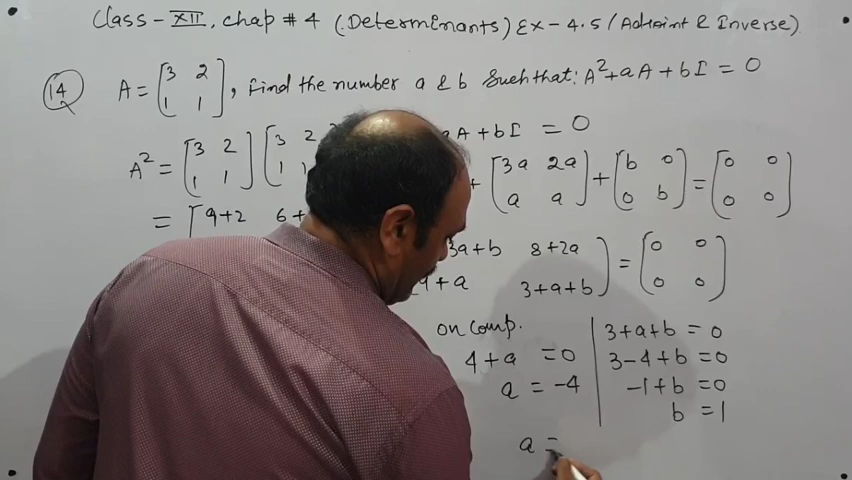 Class - XII, chap # 4 (Determenants) Ex - 4.5 / Adjoint & Inverse)
14 Q A = [3 2 1 1], Find the number a & b Such that: A² + aA + bI = 0
A² = [3 2 1 1] [3 2 1 1 A + bI = 0
+ [3a 2a a a] + [b 0 0 b] = [0 0 0 0]
= [9+2 6+
3a+b 8+2a
+a 3+a+b] = [0 0 0 0]
on comp.
4+a = 0
a = -4
3+a+b = 0
3-4+b = 0
-1+b = 0
b = 1
a =